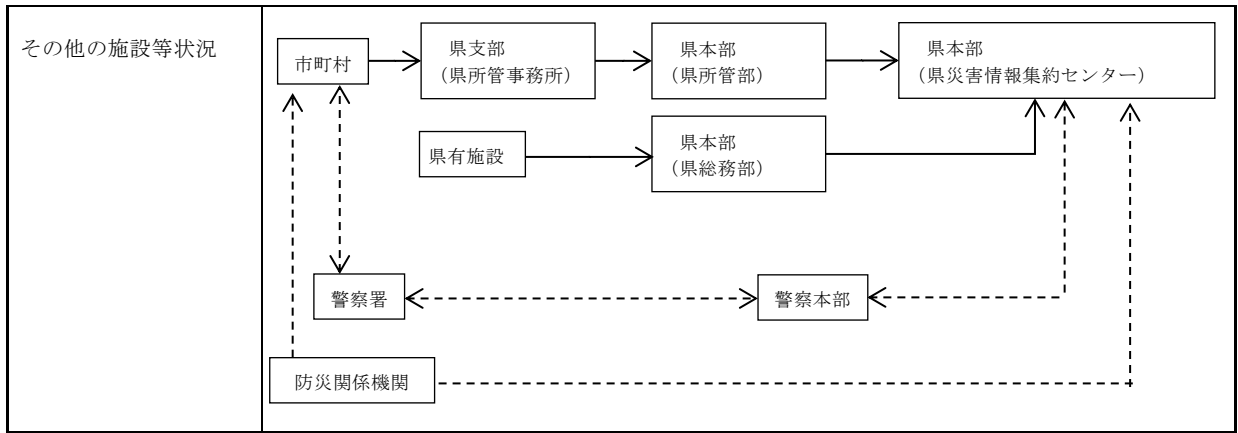 その他の施設等状況
市町村
県支部
（県所管事務所）
県本部
（県所管部）
県本部
（県災害情報集約センター）
県有施設
県本部
（県総務部）
警察署
警察本部
防災関係機関